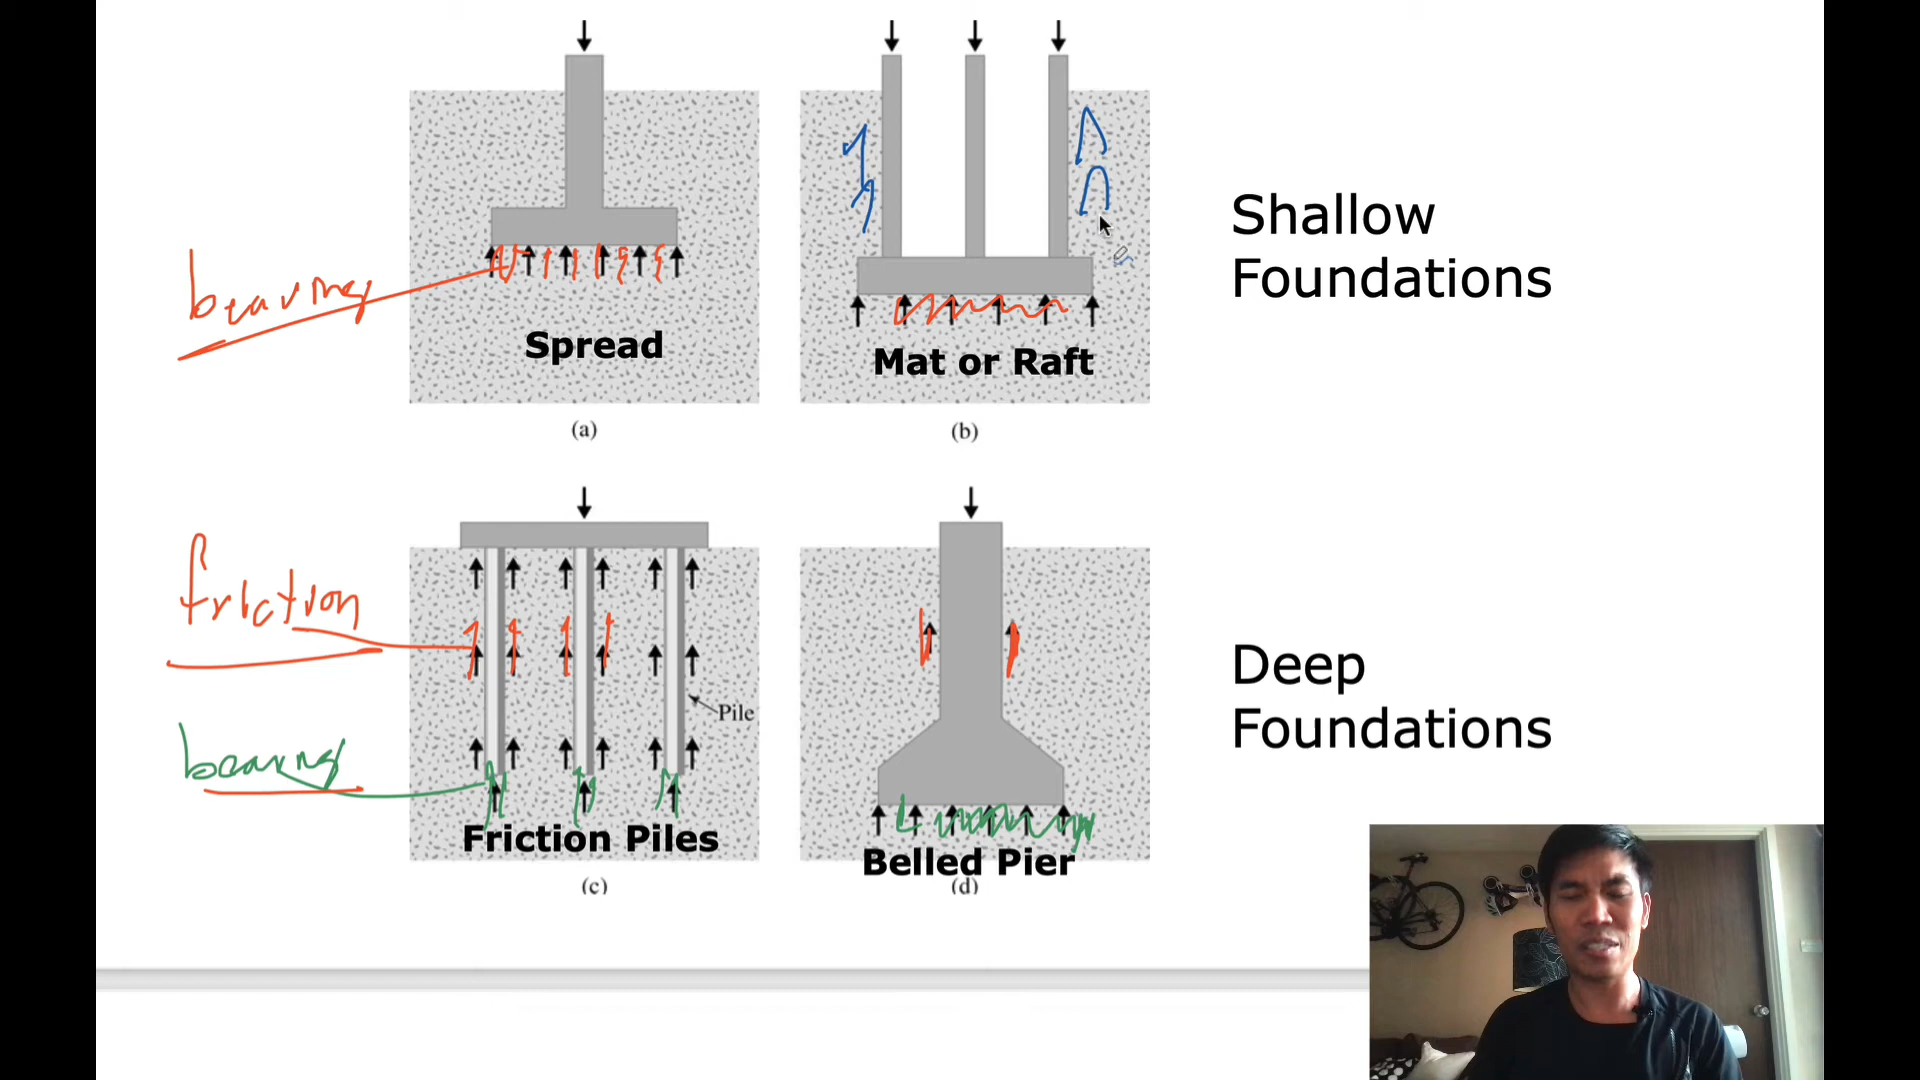 Shallow
Foundations
bearing
Spread
Mat or Raft
(a)
(b)
friction
Pile
Deep
Foundations
bearing
Friction Piles
Belled Pier
(c)
(d)